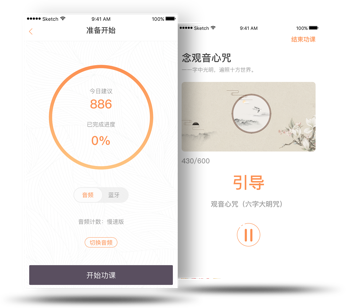 Sketch
9:41 AM
100%
准备开始
今日建议
886
已完成进度
0%
音频
蓝牙
音频计数：慢速版
切换音频
开始功课
Sketch
9:41 AM
100%
结束功课
念观音心咒
一字中光明，遍照十方世界。
430/600
引导
观音心咒（六字大明咒）